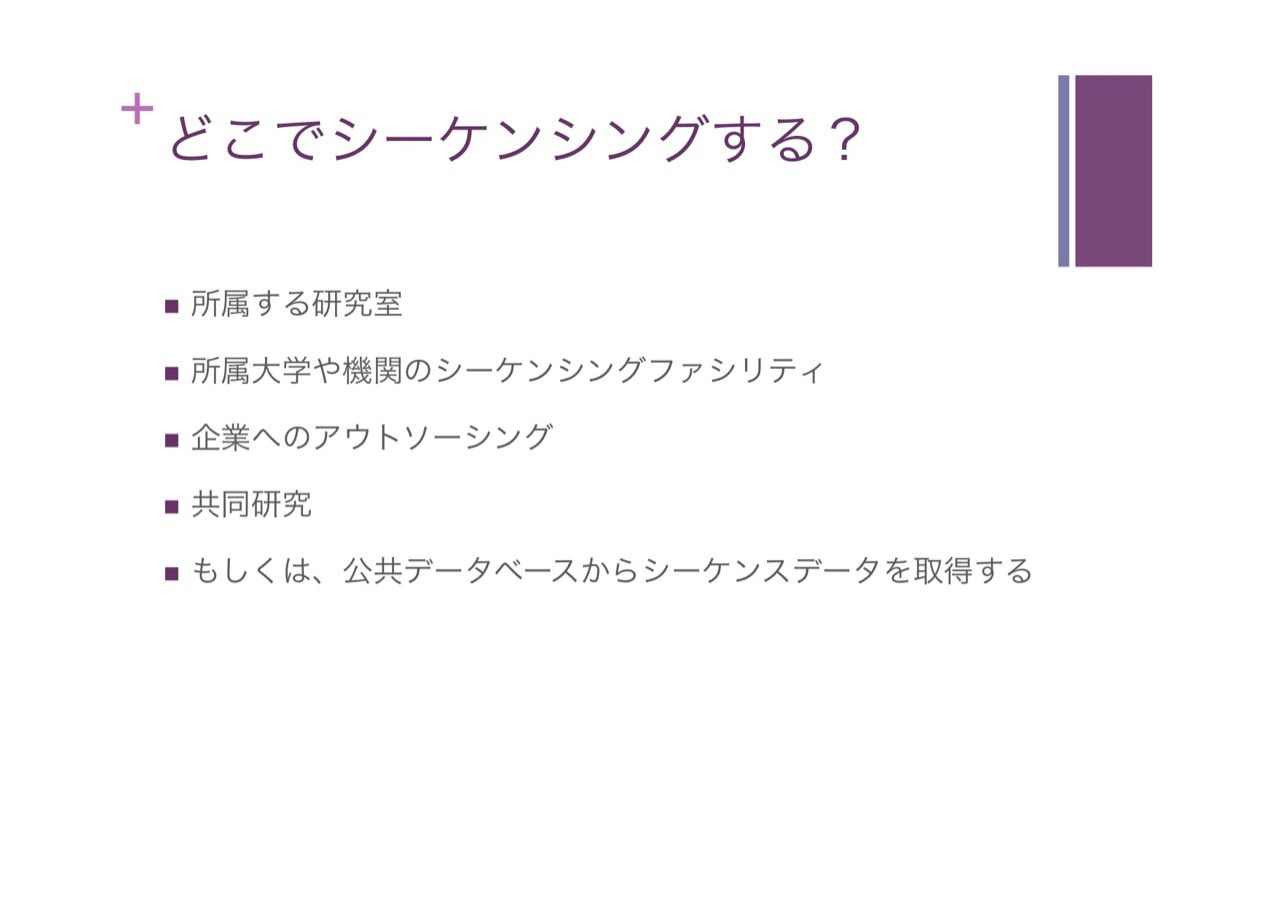 +
どこでシーケンシングする？
■ 所属する研究室
■ 所属大学や機関のシーケンシングファシリティ
■ 企業へのアウトソーシング
■ 共同研究
■ もしくは、公共データベースからシーケンスデータを取得する